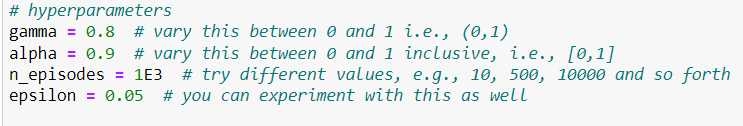 # hyperparameters
gamma = 0.8  # vary this between 0 and 1 i.e., (0,1)
alpha = 0.9  # vary this between 0 and 1 inclusive, i.e., [0,1]
n_episodes = 1E3  # try different values, e.g., 10, 500, 10000 and so forth
epsilon = 0.05  # you can experiment with this as well